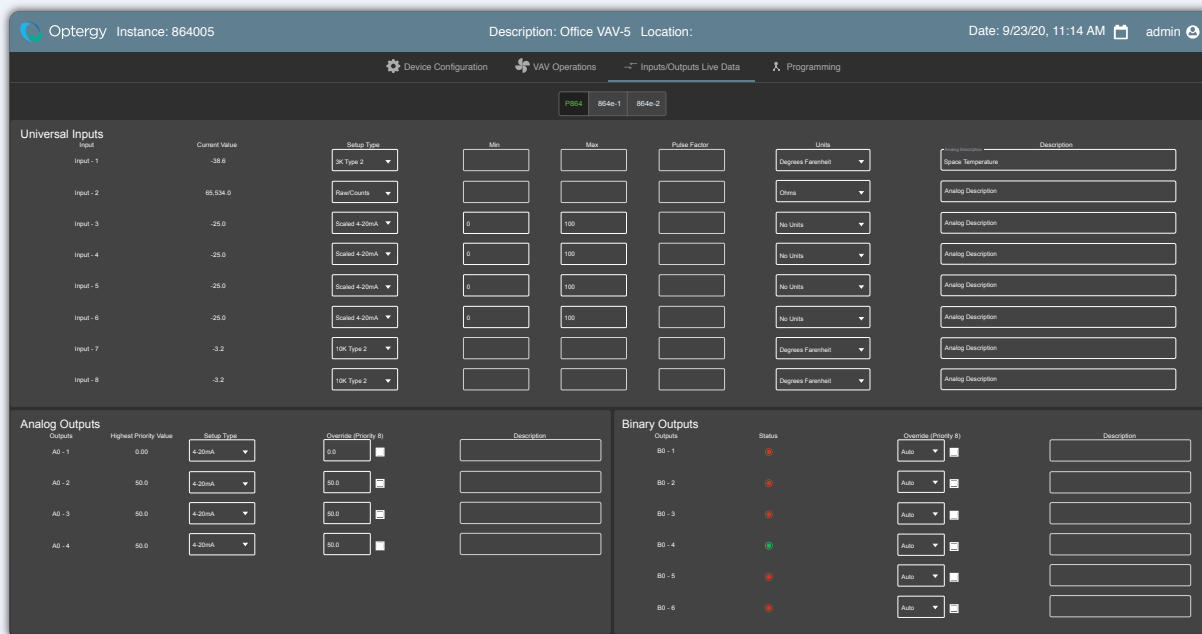 Optergy Instance: 864005 Description: Office VAV-5 Location: Date: 9/23/20, 11:14 AM admin
Device Configuration VAV Operations Inputs/Outputs Live Data Programming
P864 864e-1 864e-2
Universal Inputs
Input Current Value Setup Type Min Max Pulse Factor Units Description
Analog Description
Input - 1 -38.6 3K Type 2 Degrees Farenheit Space Temperature
Input - 2 65,534.0 Raw/Counts Ohms Analog Description
Input - 3 -25.0 Scaled 4-20mA 0 100 No Units Analog Description
Input - 4 -25.0 Scaled 4-20mA 0 100 No Units Analog Description
Input - 5 -25.0 Scaled 4-20mA 0 100 No Units Analog Description
Input - 6 -25.0 Scaled 4-20mA 0 100 No Units Analog Description
Input - 7 -3.2 10K Type 2 Degrees Farenheit Analog Description
Input - 8 -3.2 10K Type 2 Degrees Farenheit Analog Description
Analog Outputs
Outputs Highest Priority Value Setup Type Override (Priority 8) Description
A0 - 1 0.00 4-20mA 0.0
A0 - 2 50.0 4-20mA 50.0
A0 - 3 50.0 4-20mA 50.0
A0 - 4 50.0 4-20mA 50.0
Binary Outputs
Outputs Status Override (Priority 8) Description
B0 - 1 Auto
B0 - 2 Auto
B0 - 3 Auto
B0 - 4 Auto
B0 - 5 Auto
B0 - 6 Auto